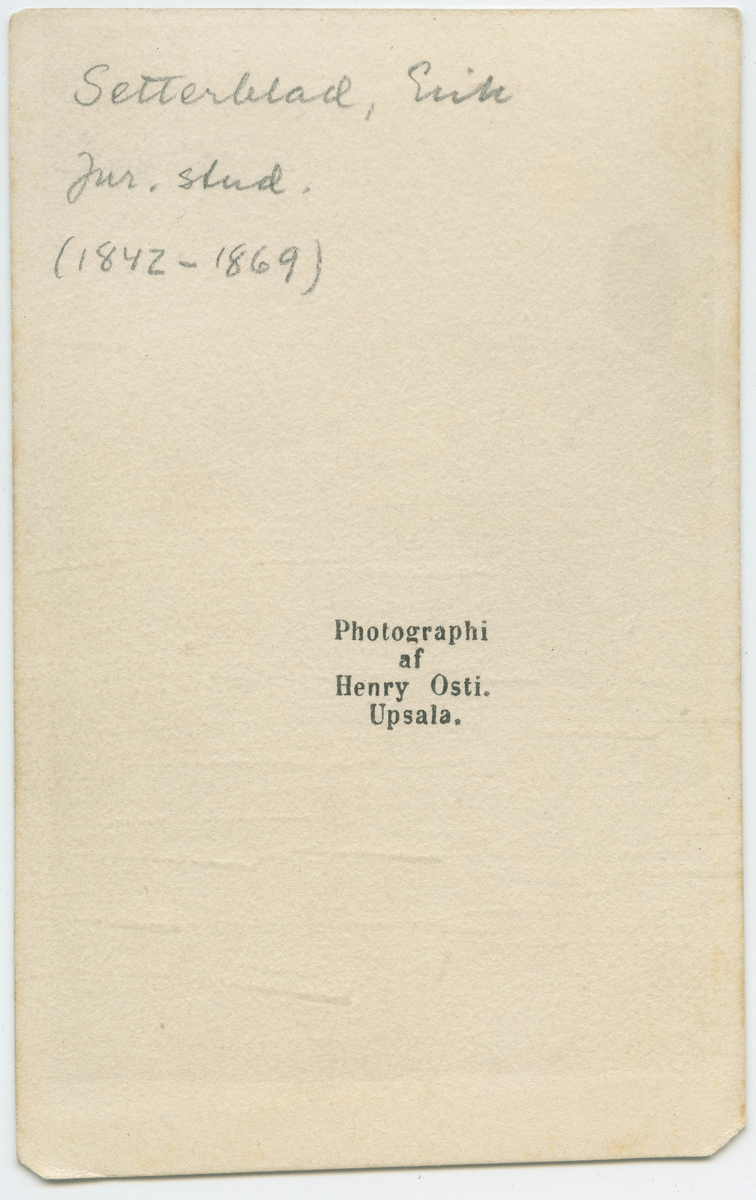 Setterblad, Erik
Jur. stud.
(1842-1869)
Photographi
af
Henry Osti.
Upsala.